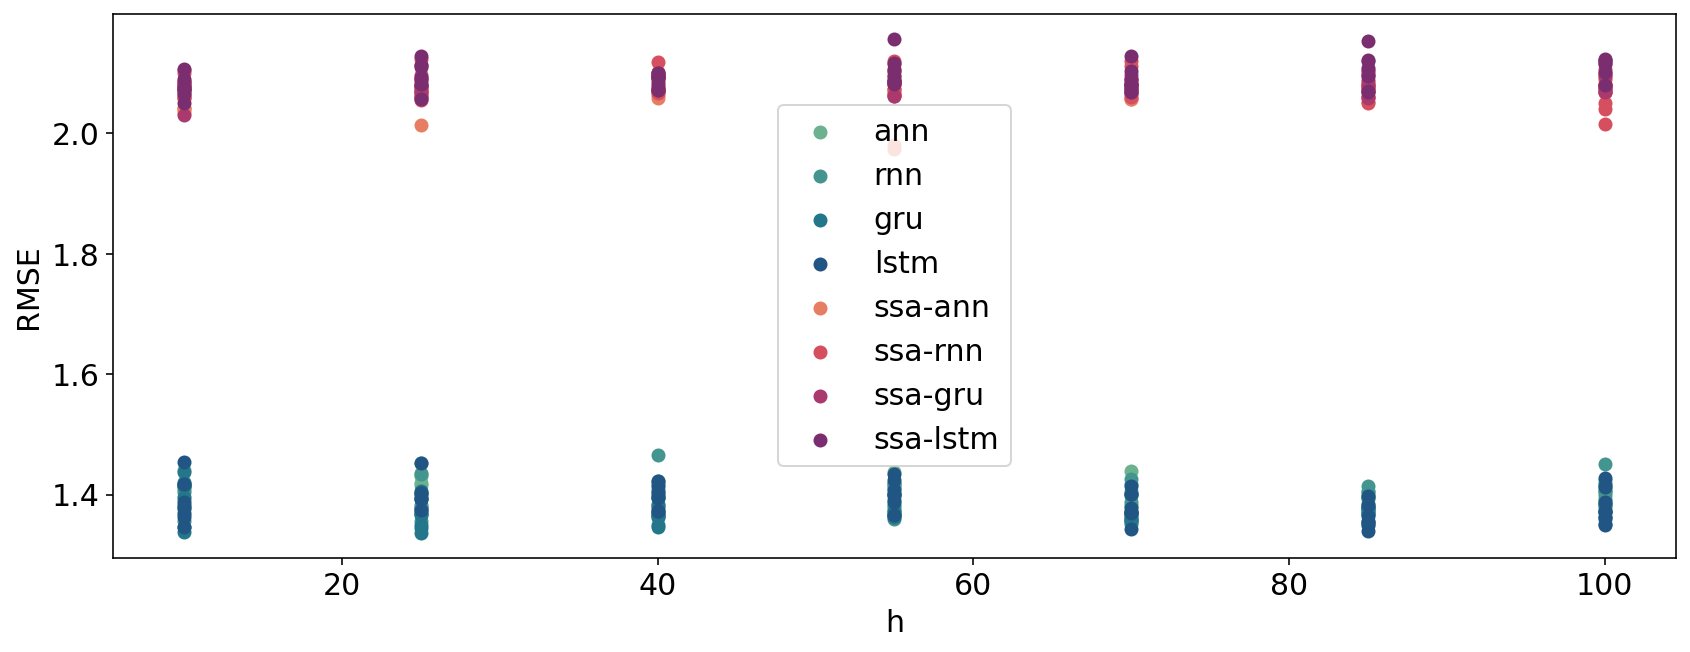 2.0
1.8
1.6
1.4
RMSE
20
40
60
80
100
h
ann
rnn
gru
lstm
ssa-ann
ssa-rnn
ssa-gru
ssa-lstm